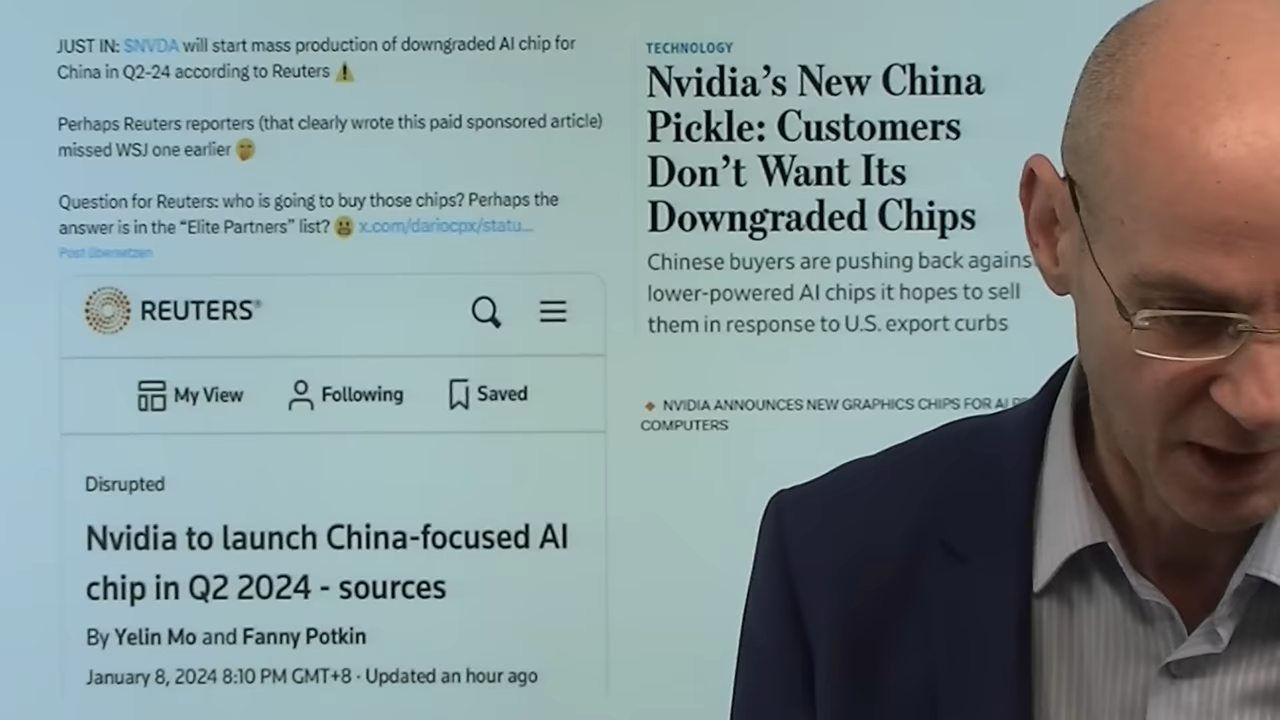 JUST IN: $NVDA will start mass production of downgraded AI chip for
China in Q2-24 according to Reuters ⚠️
Perhaps Reuters reporters (that clearly wrote this paid sponsored article)
missed WSJ one earlier
Question for Reuters: who is going to buy those chips? Perhaps the
answer is in the “Elite Partners” list? x.com/dariocpx/statu...
Post übersetzen
REUTERS®
My View Following Saved
Disrupted
Nvidia to launch China-focused AI
chip in Q2 2024 - sources
By Yelin Mo and Fanny Potkin
January 8, 2024 8:10 PM GMT+8 · Updated an hour ago
TECHNOLOGY
Nvidia’s New China
Pickle: Customers
Don’t Want Its
Downgraded Chips
Chinese buyers are pushing back agains
lower-powered AI chips it hopes to sell
them in response to U.S. export curbs
◆ NVIDIA ANNOUNCES NEW GRAPHICS CHIPS FOR AI
COMPUTERS